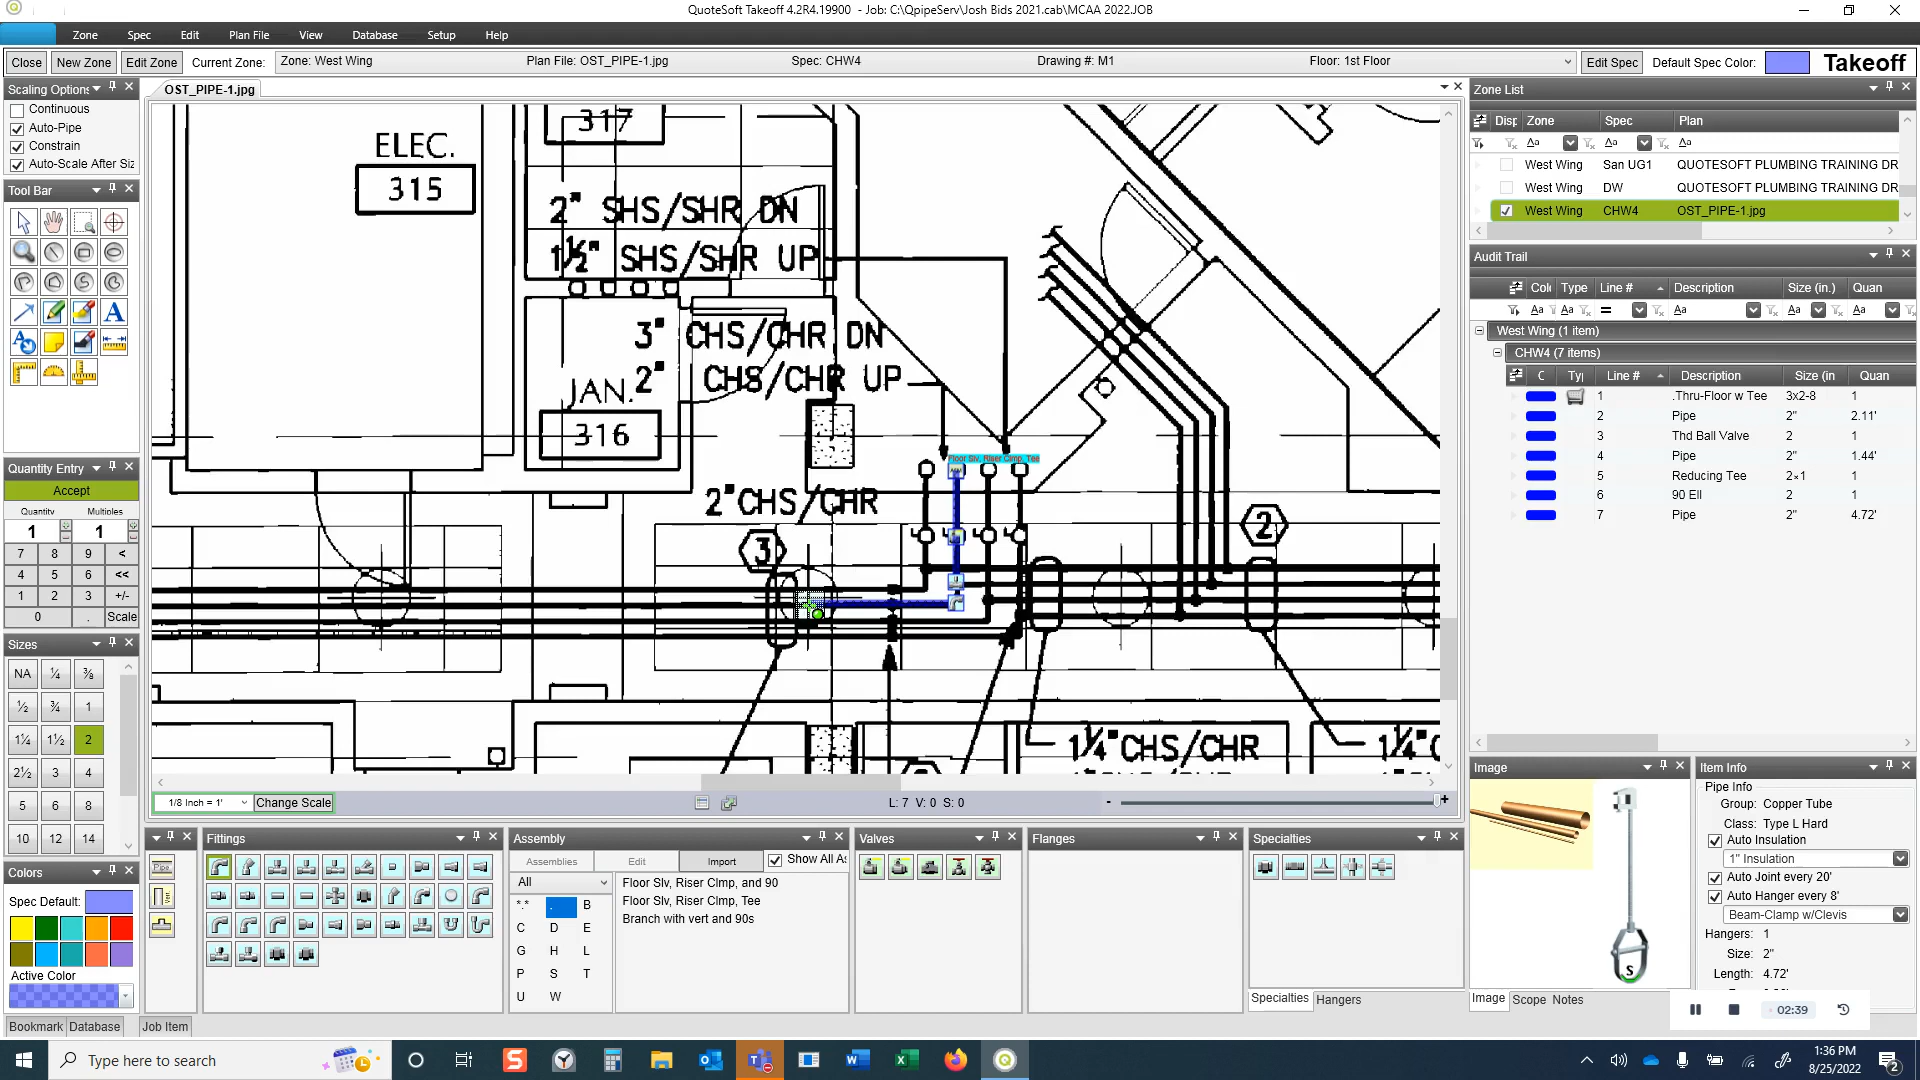 QuoteSoft Takeoff 4.2R4.19900 - Job: C:\QpipeServ\Josh Bids 2021.cab\MCAA 2022.JOB
Zone Spec Edit Plan File View Database Setup Help
Close New Zone Edit Zone Current Zone: Zone: West Wing Plan File: OST_PIPE-1.jpg Spec: CHW4 Drawing #: M1 Floor: 1st Floor Edit Spec Default Spec Color: Takeoff
Scaling Options
Continuous
Auto-Pipe
Constrain
Auto-Scale After Siz
Tool Bar
Quantity Entry
Accept
Quantity Multiples
1 1
7 8 9 <
4 5 6 <<
1 2 3 +/-
0 . Scale
Sizes
NA ¼ ⅜
½ ¾ 1
1¼ 1½ 2
2½ 3 4
5 6 8
10 12 14
Colors
Spec Default:
Active Color
Bookmark Database Job Item
OST_PIPE-1.jpg
317
ELEC.
315
2" SHS/SHR DN
1½" SHS/SHR UP
3" CHS/CHR DN
2" CHS/CHR UP
JAN.
316
Floor Slv, Riser Clmp, Tee
2"CHS/CHR
3
2
1¼"CHS/CHR
1/8 Inch = 1' Change Scale L: 7 V: 0 S: 0 - +
Fittings
Pipe
Assembly
Assemblies Edit Import Show All As
All
*.* . B
C D E
G H L
P S T
U W
Floor Slv, Riser Clmp, and 90
Floor Slv, Riser Clmp, Tee
Branch with vert and 90s
Valves
Flanges
Specialties
Specialties Hangers
Zone List
Disp Zone Spec Plan
West Wing San UG1 QUOTESOFT PLUMBING TRAINING DR
West Wing DW QUOTESOFT PLUMBING TRAINING DR
West Wing CHW4 OST_PIPE-1.jpg
Audit Trail
Colo Type Line # Description Size (in.) Quan
West Wing (1 item)
CHW4 (7 items)
C Ty Line # Description Size (in Quan
1 .Thru-Floor w Tee 3x2-8 1
2 Pipe 2" 2.11'
3 Thd Ball Valve 2 1
4 Pipe 2" 1.44'
5 Reducing Tee 2×1 1
6 90 Ell 2 1
7 Pipe 2" 4.72'
Image
S
Image Scope Notes
Item Info
Pipe Info
Group: Copper Tube
Class: Type L Hard
Auto Insulation
1" Insulation
Auto Joint every 20'
Auto Hanger every 8'
Beam-Clamp w/Clevis
Hangers: 1
Size: 2"
Length: 4.72'
02:39
Type here to search
1:36 PM
8/25/2022
2